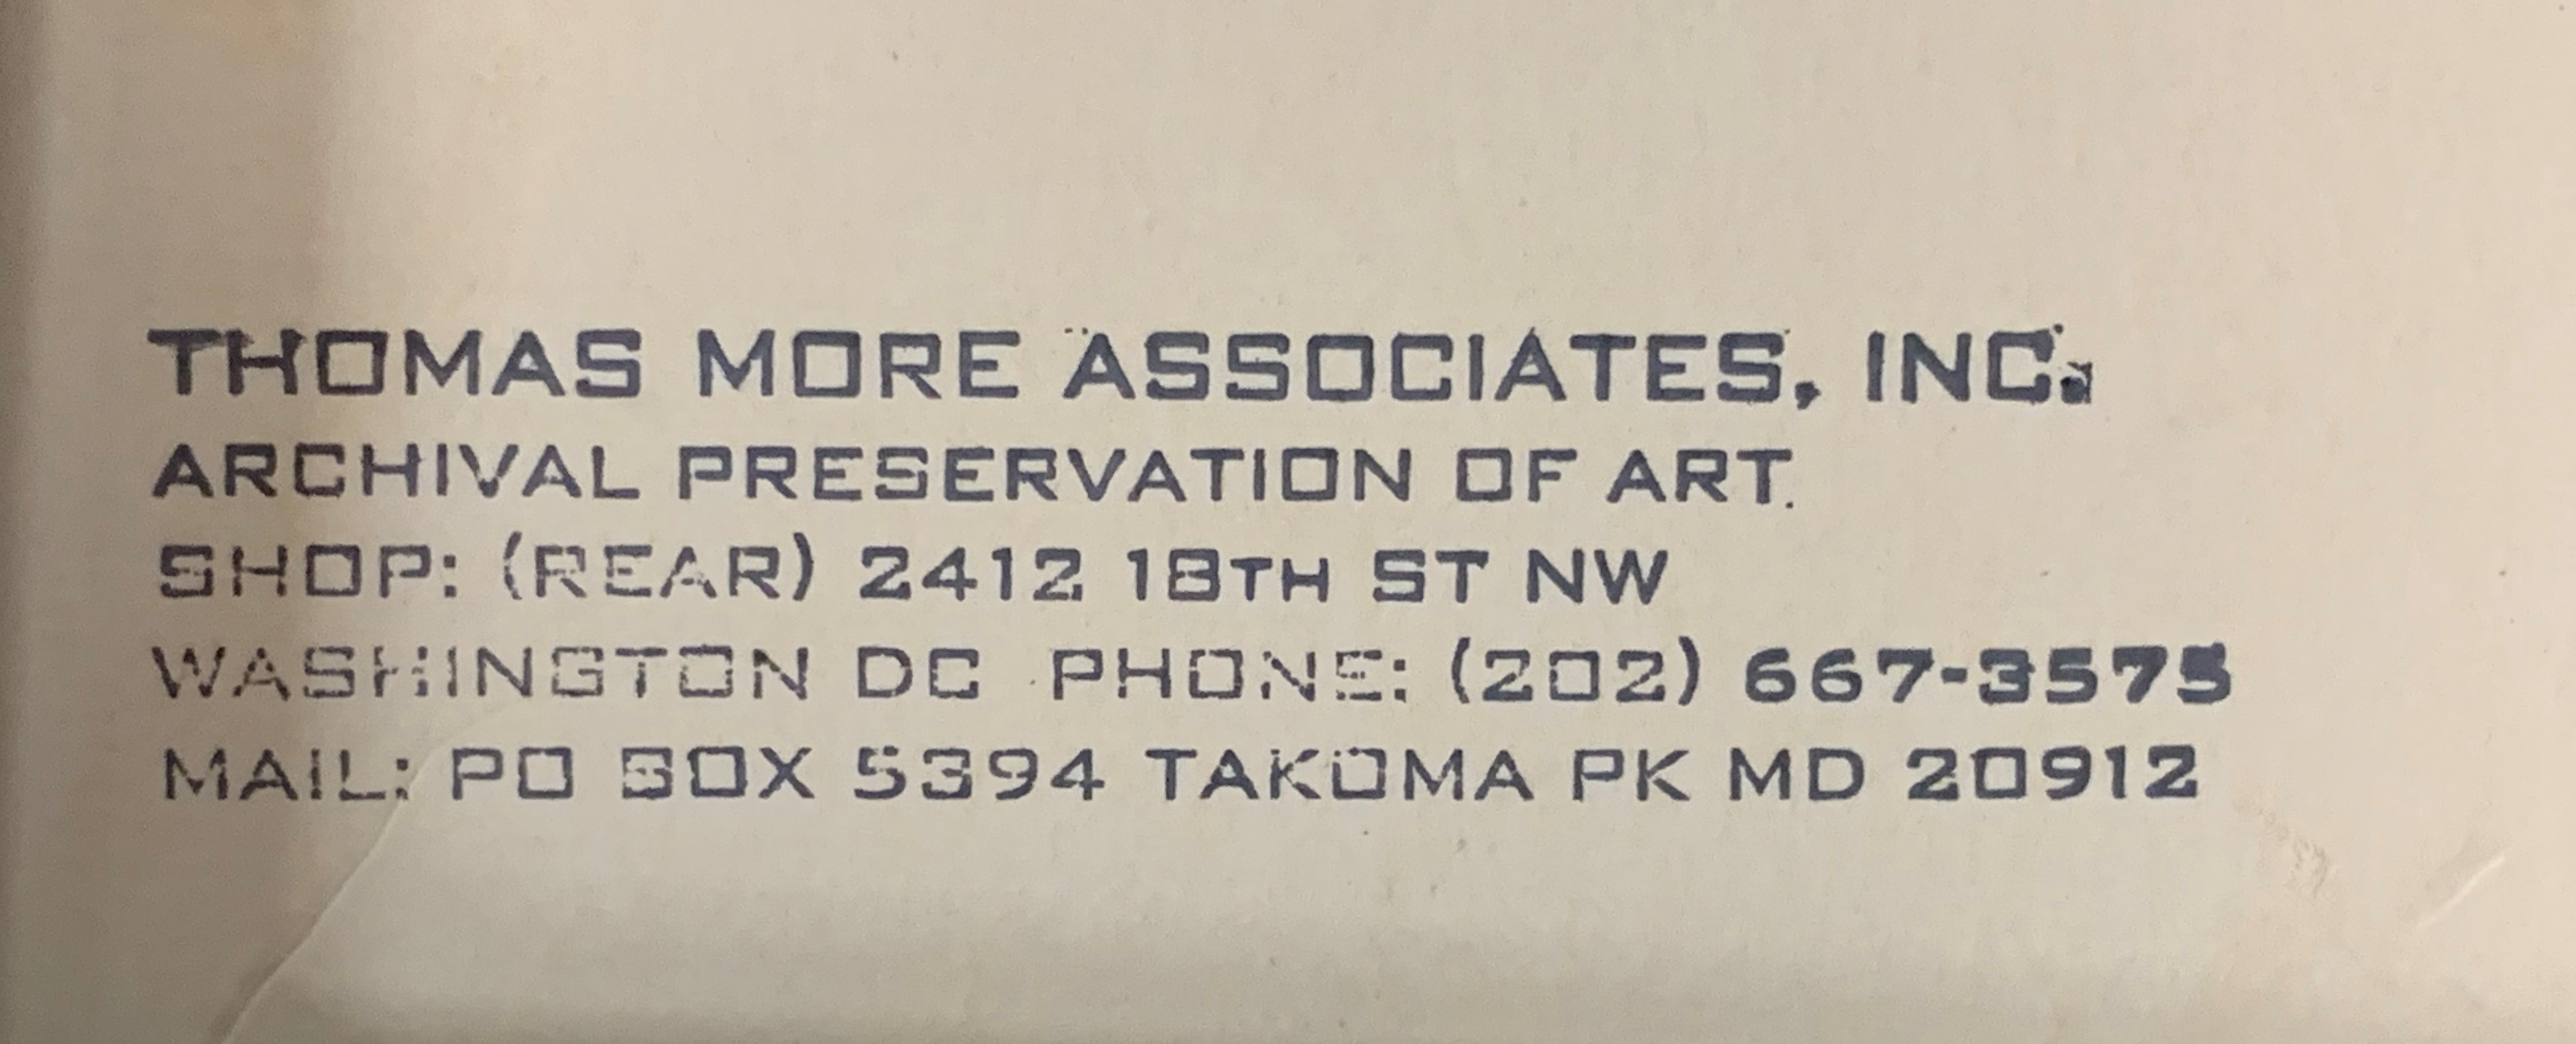 THOMAS MORE ASSOCIATES, INC.
ARCHIVAL PRESERVATION OF ART.
SHOP: (REAR) 2412 18TH ST NW
WASHINGTON DC PHONE: (202) 667-3575
MAIL: PO BOX 5394 TAKOMA PK MD 20912